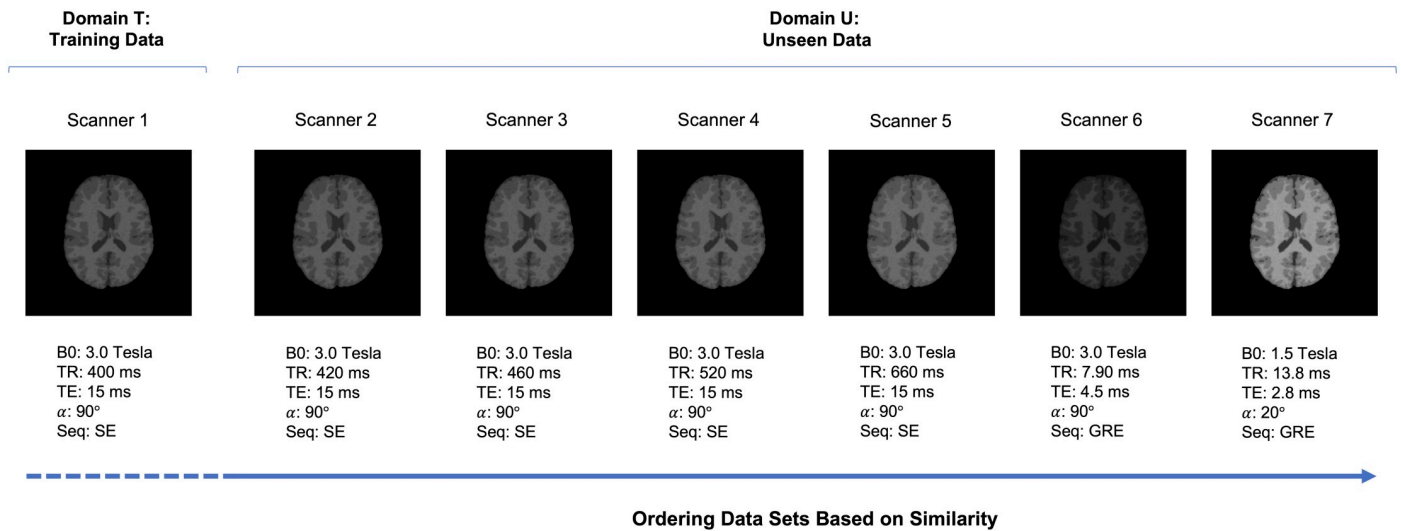 Domain T:
Training Data
Domain U:
Unseen Data
Scanner 1
Scanner 2
Scanner 3
Scanner 4
Scanner 5
Scanner 6
Scanner 7
B0: 3.0 Tesla
TR: 400 ms
TE: 15 ms
α: 90°
Seq: SE
B0: 3.0 Tesla
TR: 420 ms
TE: 15 ms
α: 90°
Seq: SE
B0: 3.0 Tesla
TR: 460 ms
TE: 15 ms
α: 90°
Seq: SE
B0: 3.0 Tesla
TR: 520 ms
TE: 15 ms
α: 90°
Seq: SE
B0: 3.0 Tesla
TR: 660 ms
TE: 15 ms
α: 90°
Seq: SE
B0: 3.0 Tesla
TR: 7.90 ms
TE: 4.5 ms
α: 90°
Seq: GRE
B0: 1.5 Tesla
TR: 13.8 ms
TE: 2.8 ms
α: 20°
Seq: GRE
Ordering Data Sets Based on Similarity